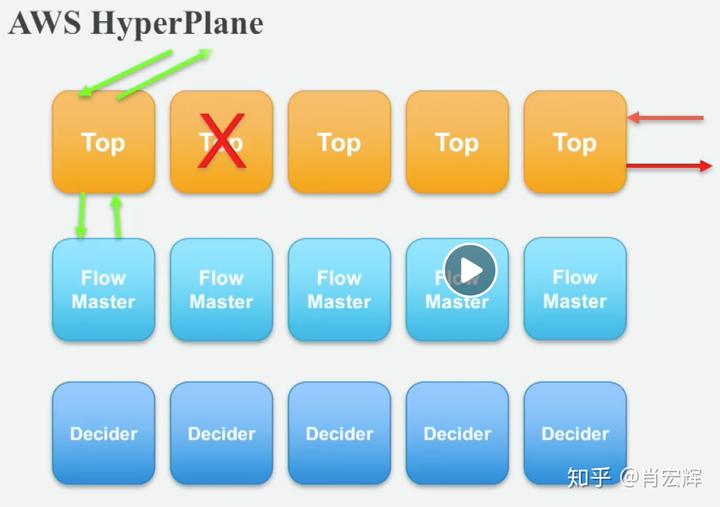 AWS HyperPlane
Top
Top
Top
Top
Top
Flow
Master
Flow
Master
Flow
Master
Flow
Master
Flow
Master
Decider
Decider
Decider
Decider
Decider
知乎 @肖宏辉